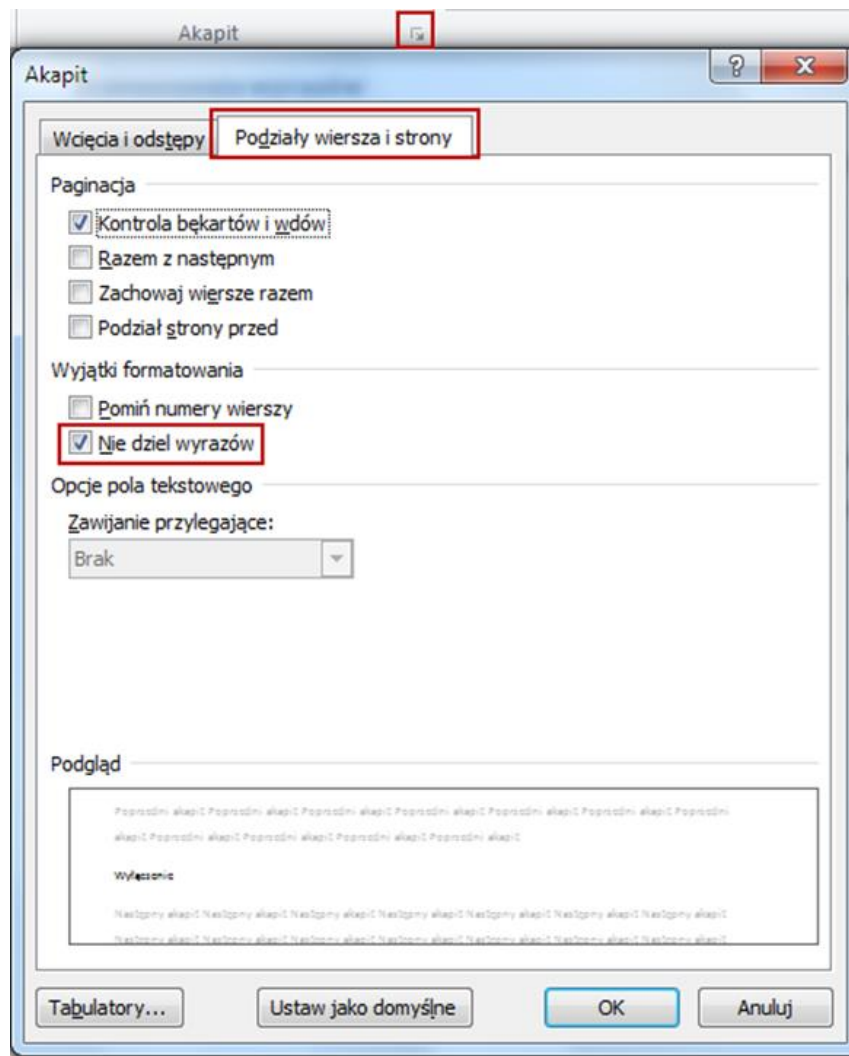 Akapit
Akapit
Wcięcia i odstępy
Podziały wiersza i strony
Paginacja
Kontrola bękartów i wdów
Razem z następnym
Zachowaj wiersze razem
Podział strony przed
Wyjątki formatowania
Pomiń numery wierszy
Nie dziel wyrazów
Opcje pola tekstowego
Zawijanie przylegające:
Brak
Podgląd
Tabulatory...
Ustaw jako domyślne
OK
Anuluj